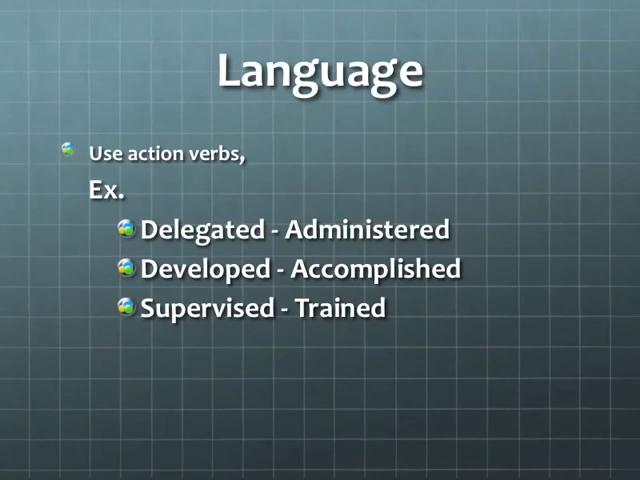 Language
Use action verbs,
Ex.
Delegated - Administered
Developed - Accomplished
Supervised - Trained